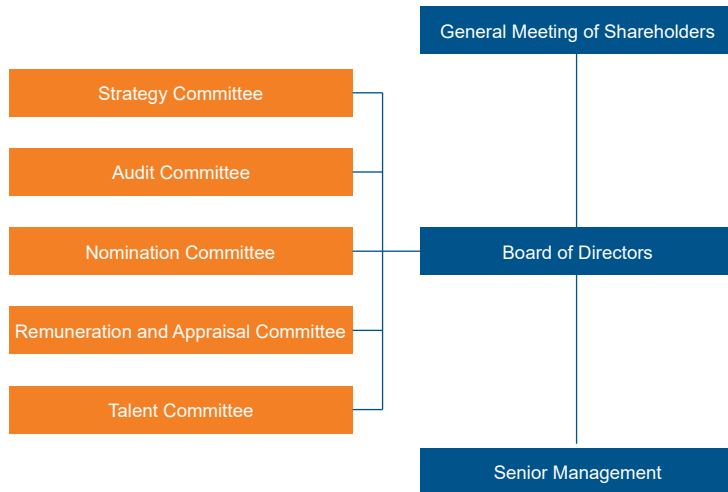 General Meeting of Shareholders
Strategy Committee
Audit Committee
Nomination Committee
Board of Directors
Remuneration and Appraisal Committee
Talent Committee
Senior Management